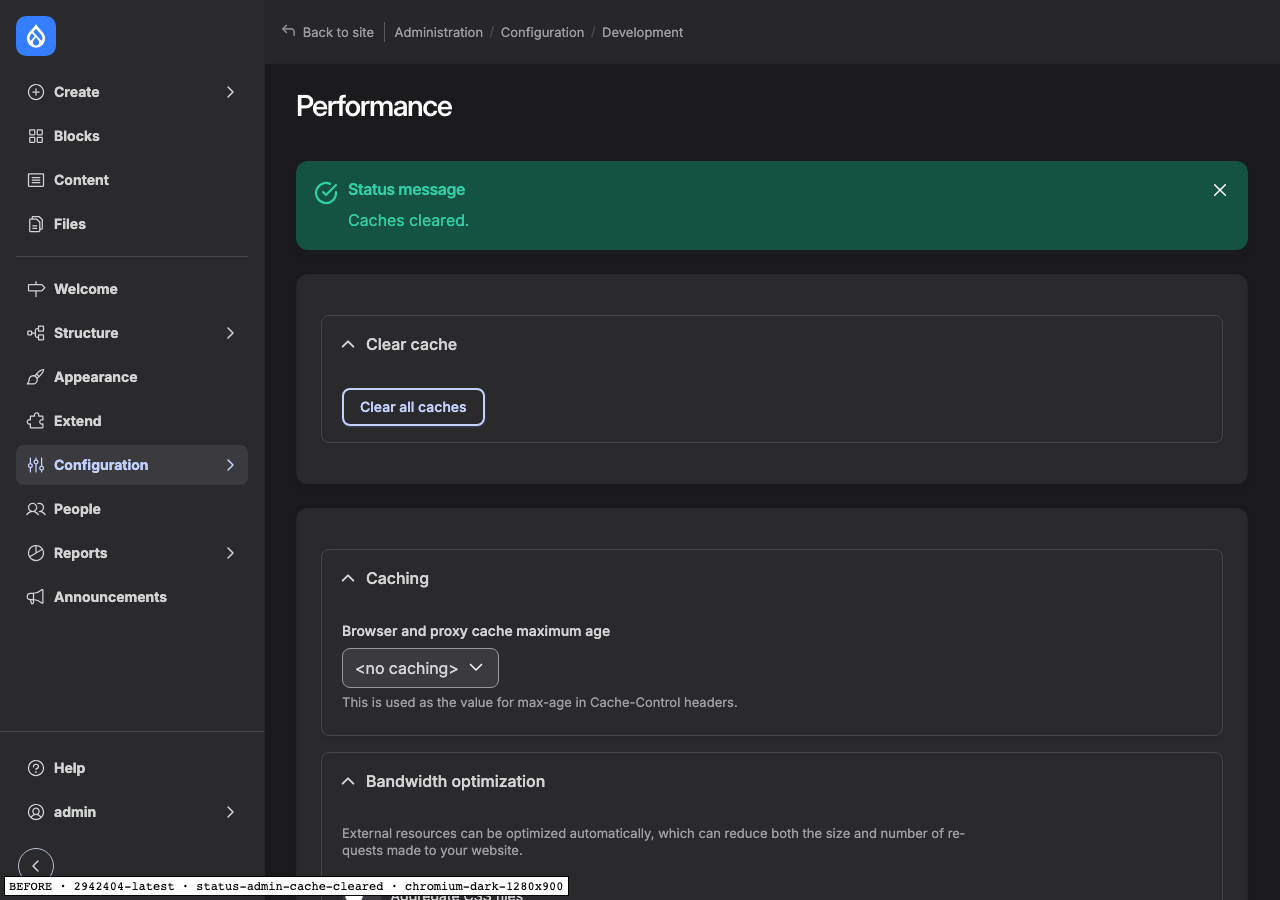 Back to site
Administration / Configuration / Development
Create
Blocks
Content
Files
Welcome
Structure
Appearance
Extend
Configuration
People
Reports
Announcements
Help
admin
Performance
Status message
Caches cleared.
Clear cache
Clear all caches
Caching
Browser and proxy cache maximum age
<no caching>
This is used as the value for max-age in Cache-Control headers.
Bandwidth optimization
External resources can be optimized automatically, which can reduce both the size and number of re-
quests made to your website.
Aggregate CSS files
BEFORE • 2942404-latest • status-admin-cache-cleared • chromium-dark-1280x900